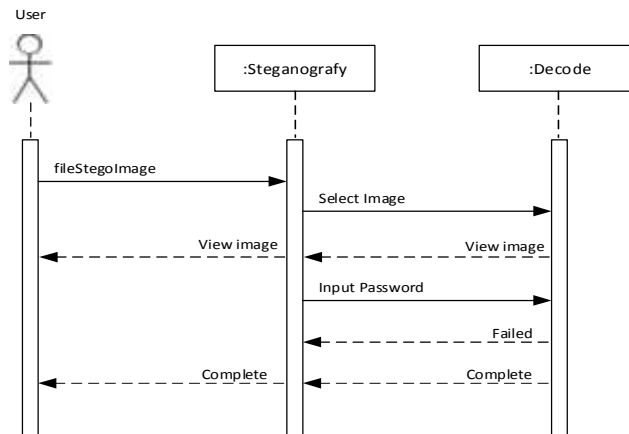 User
:Steganografy
:Decode
fileStegoImage
Select Image
View image
View image
Input Password
Failed
Complete
Complete